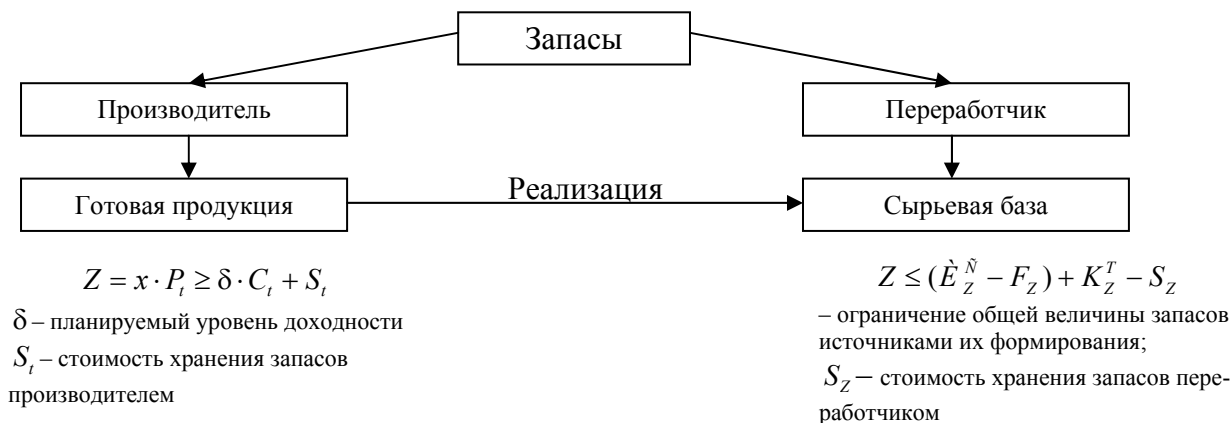 Запасы
Производитель
Переработчик
Готовая продукция
Реализация
Сырьевая база
Z = x · P_t ≥ δ · C_t + S_t
δ – планируемый уровень доходности
S_t – стоимость хранения запасов
производителем
Z ≤ (È_Z^Ñ − F_Z) + K_Z^T − S_Z
– ограничение общей величины запасов
источниками их формирования;
S_Z – стоимость хранения запасов пере-
работчиком